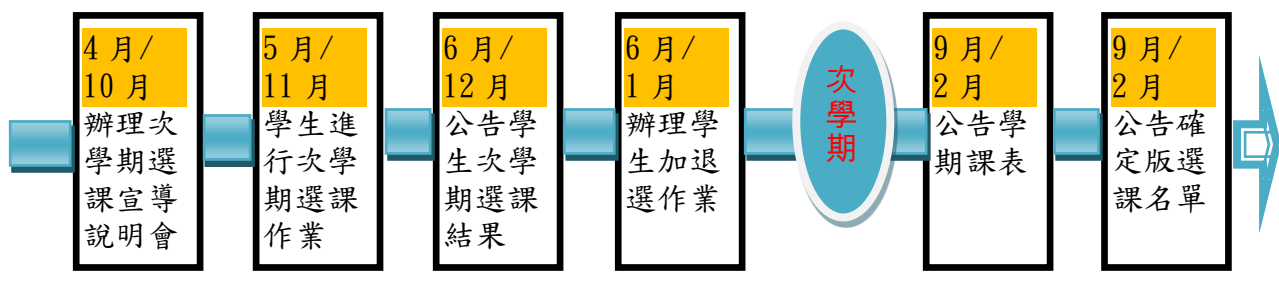 4 月/
10 月
辦理次
學期選
課宣導
說明會
5 月/
11 月
學生進
行次學
期選課
作業
6 月/
12 月
公告學
生次學
期選課
結果
6 月/
1 月
辦理學
生加退
選作業
次
學
期
9 月/
2 月
公告學
期課表
9 月/
2 月
公告確
定版選
課名單